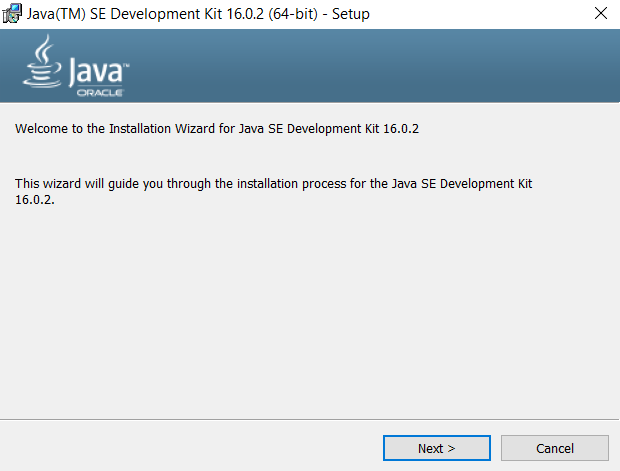 Java(TM) SE Development Kit 16.0.2 (64-bit) - Setup
Java™
ORACLE
Welcome to the Installation Wizard for Java SE Development Kit 16.0.2
This wizard will guide you through the installation process for the Java SE Development Kit
16.0.2.
Next >
Cancel